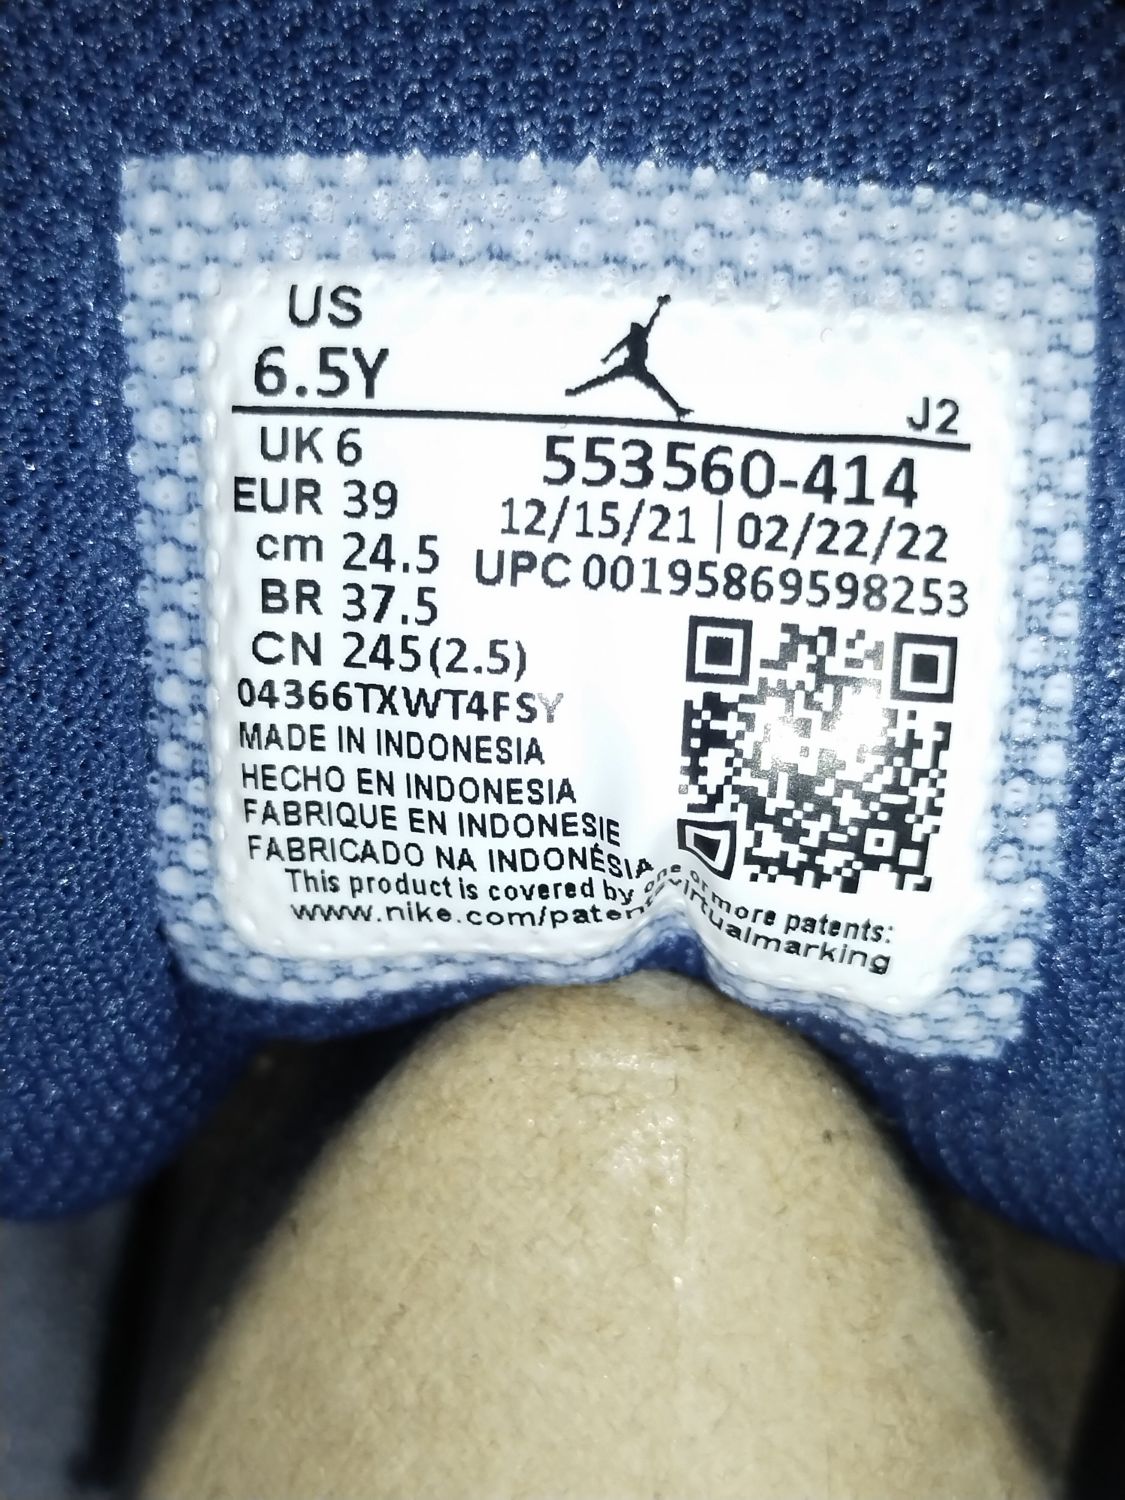 US
6.5Y
J2
UK 6
EUR 39
cm 24.5
BR 37.5
CN 245(2.5)
553560-414
12/15/21 | 02/22/22
UPC 00195869598253
04366TXWT4FSY
MADE IN INDONESIA
HECHO EN INDONESIA
FABRIQUE EN INDONESIE
FABRICADO NA INDONÉSIA
This product is covered by one or more patents:
www.nike.com/patent-virtualmarking